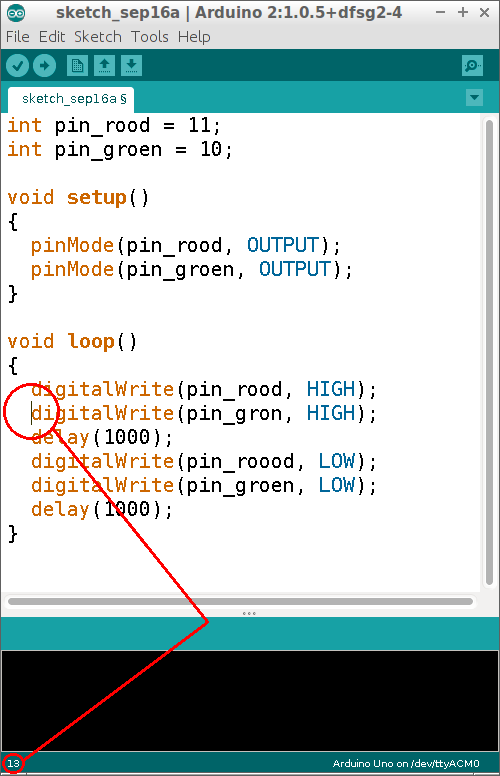 sketch_sep16a | Arduino 2:1.0.5+dfsg2-4
File Edit Sketch Tools Help
sketch_sep16a §
int pin_rood = 11;
int pin_groen = 10;
void setup()
{
pinMode(pin_rood, OUTPUT);
pinMode(pin_groen, OUTPUT);
}
void loop()
{
digitalWrite(pin_rood, HIGH);
digitalWrite(pin_gron, HIGH);
delay(1000);
digitalWrite(pin_roood, LOW);
digitalWrite(pin_groen, LOW);
delay(1000);
}
13 Arduino Uno on /dev/ttyACM0